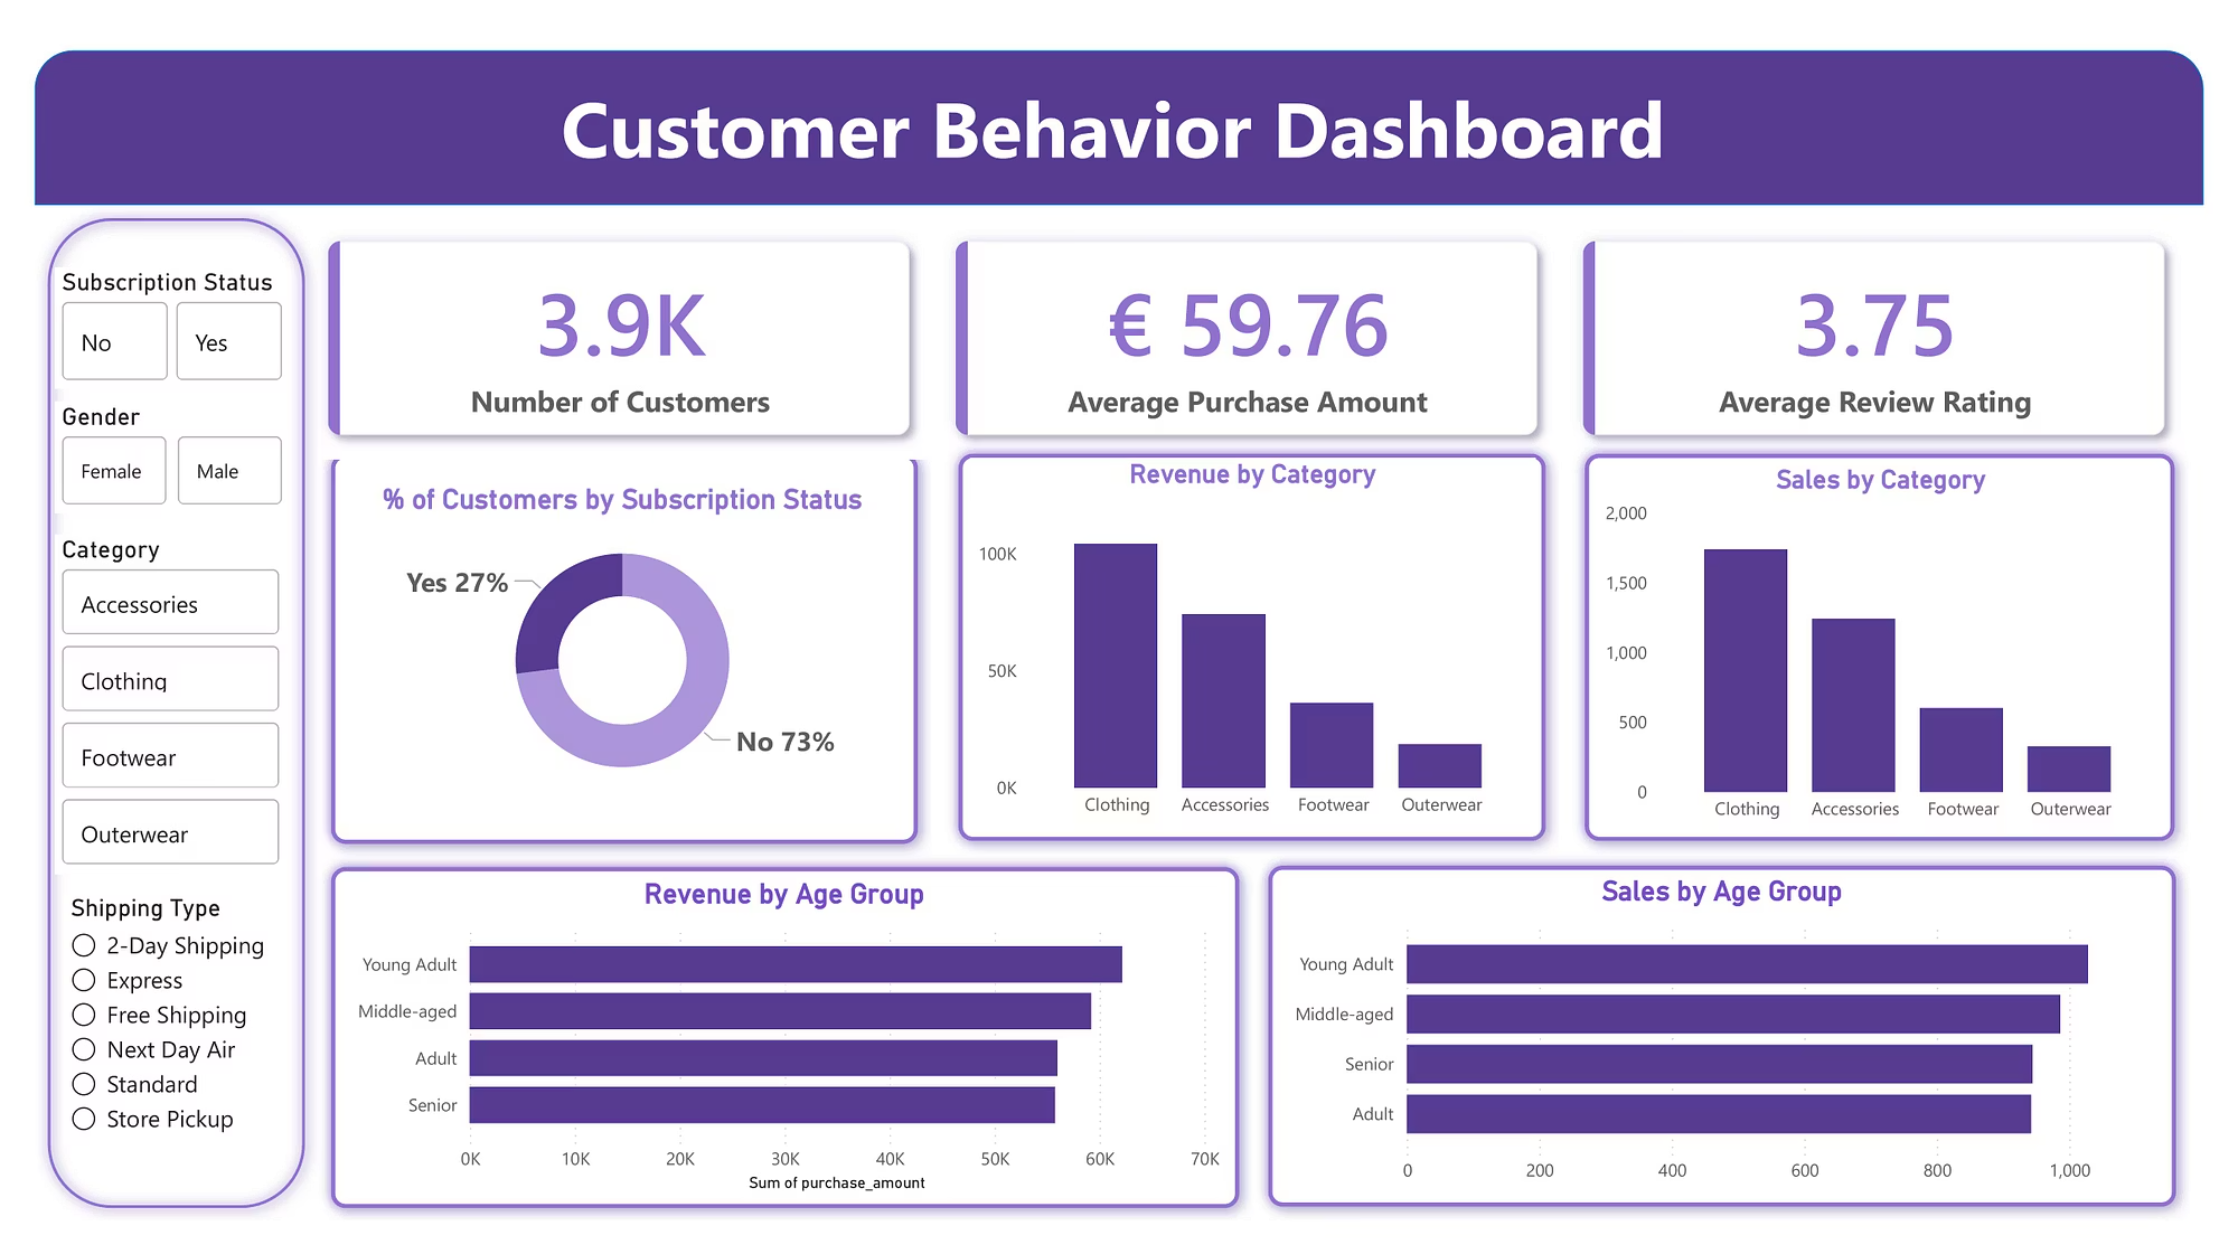 Customer Behavior Dashboard
Subscription Status
No
Yes
Gender
Female
Male
Category
Accessories
Clothing
Footwear
Outerwear
Shipping Type
2-Day Shipping
Express
Free Shipping
Next Day Air
Standard
Store Pickup
3.9K
Number of Customers
€ 59.76
Average Purchase Amount
3.75
Average Review Rating
% of Customers by Subscription Status
Yes 27%
No 73%
Revenue by Category
100K
50K
0K
Clothing
Accessories
Footwear
Outerwear
Sales by Category
2,000
1,500
1,000
500
0
Clothing
Accessories
Footwear
Outerwear
Revenue by Age Group
Young Adult
Middle-aged
Adult
Senior
0K
10K
20K
30K
40K
50K
60K
70K
Sum of purchase_amount
Sales by Age Group
Young Adult
Middle-aged
Senior
Adult
0
200
400
600
800
1,000